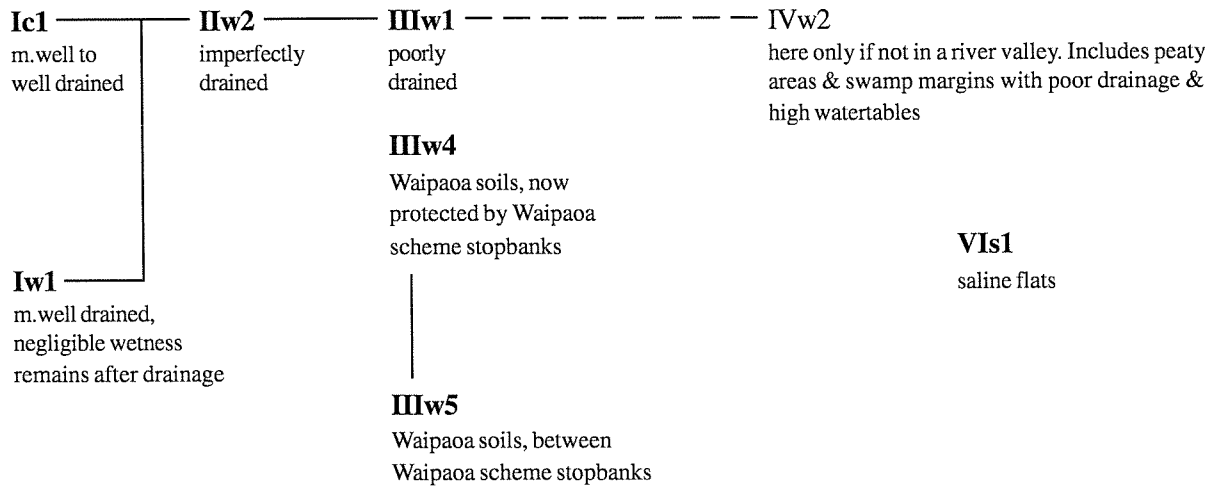 Ic1
m.well to
well drained
IIw2
imperfectly
drained
IIIw1
poorly
drained
IVw2
here only if not in a river valley. Includes peaty
areas & swamp margins with poor drainage &
high watertables
IIIw4
Waipaoa soils, now
protected by Waipaoa
scheme stopbanks
VIs1
saline flats
Iw1
m.well drained,
negligible wetness
remains after drainage
IIIw5
Waipaoa soils, between
Waipaoa scheme stopbanks